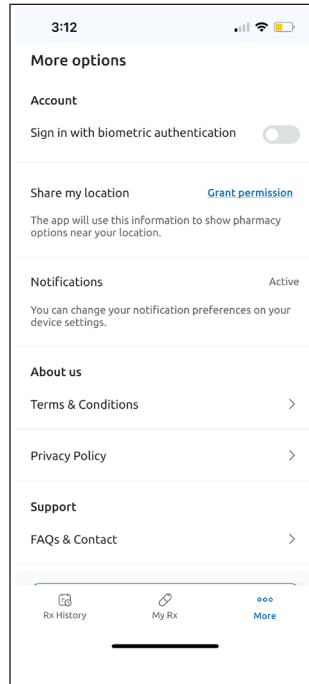 3:12
More options
Account
Sign in with biometric authentication
Share my location Grant permission
The app will use this information to show pharmacy
options near your location.
Notifications Active
You can change your notification preferences on your
device settings.
About us
Terms & Conditions
Privacy Policy
Support
FAQs & Contact
Rx History My Rx More